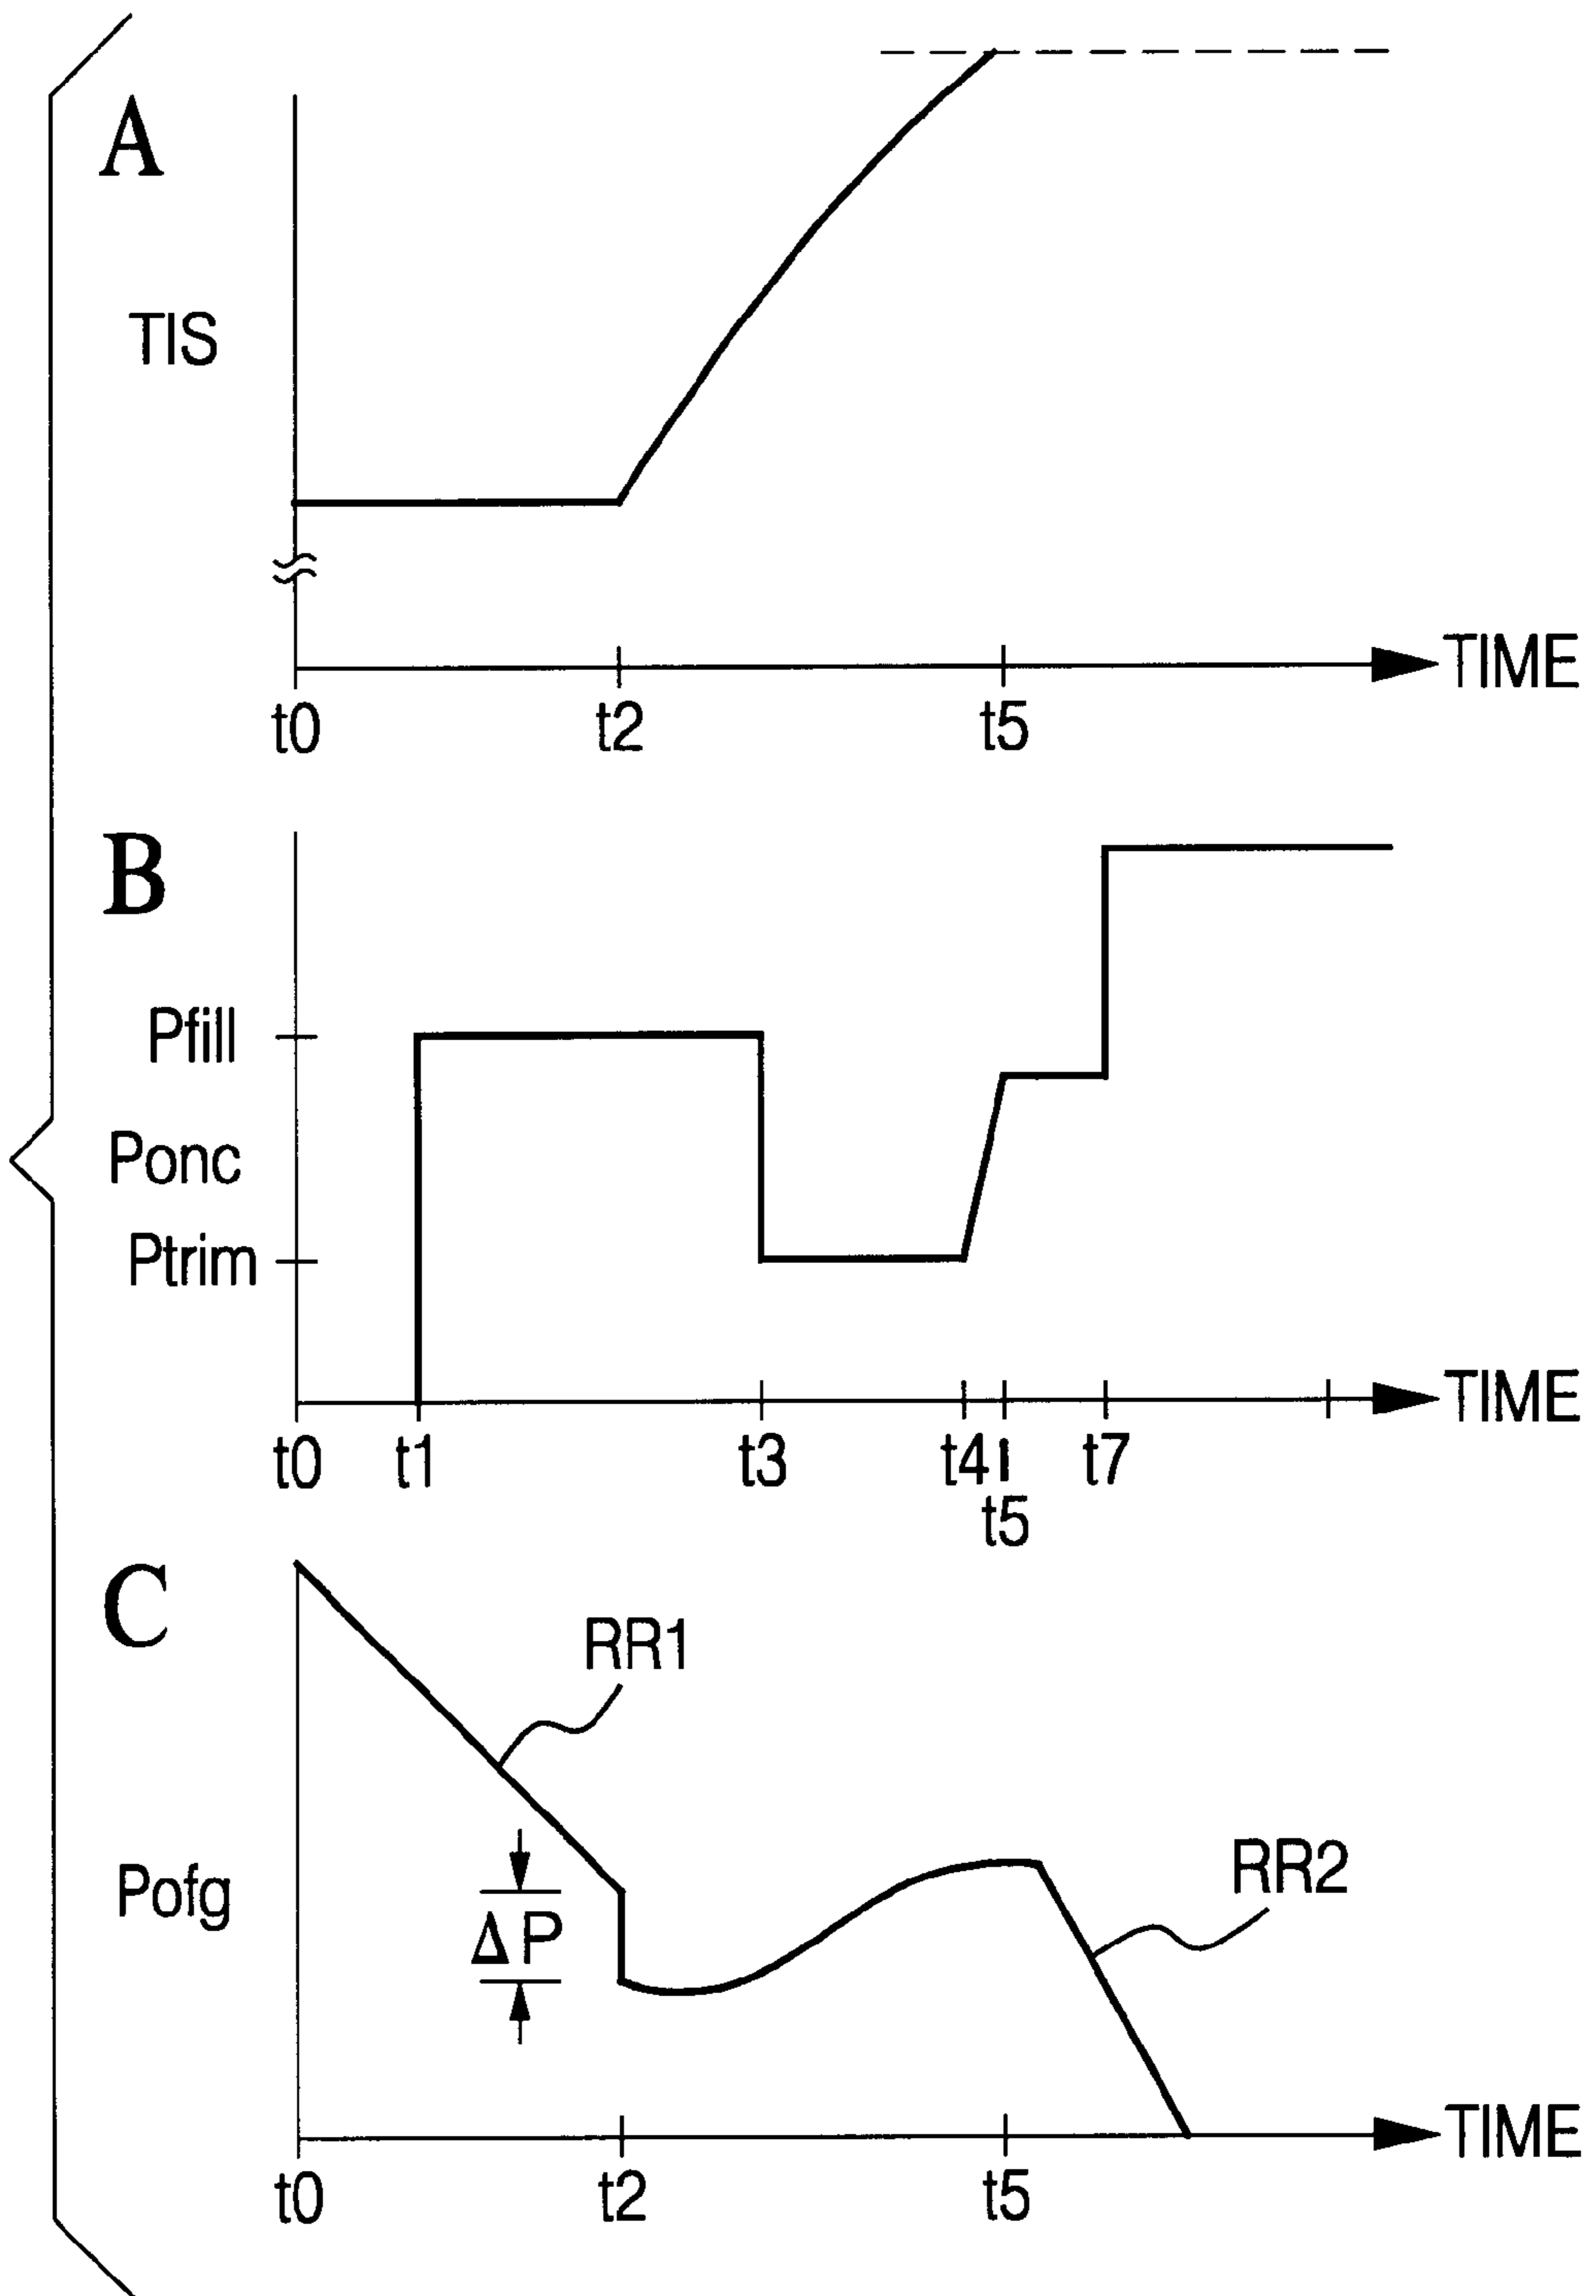 A
TIS
TIME
t0 t2 t5
B
Pfill
Ponc
Ptrim
TIME
t0 t1 t3 t4 t7
t5
C
RR1
Pofg
ΔP
RR2
TIME
t0 t2 t5